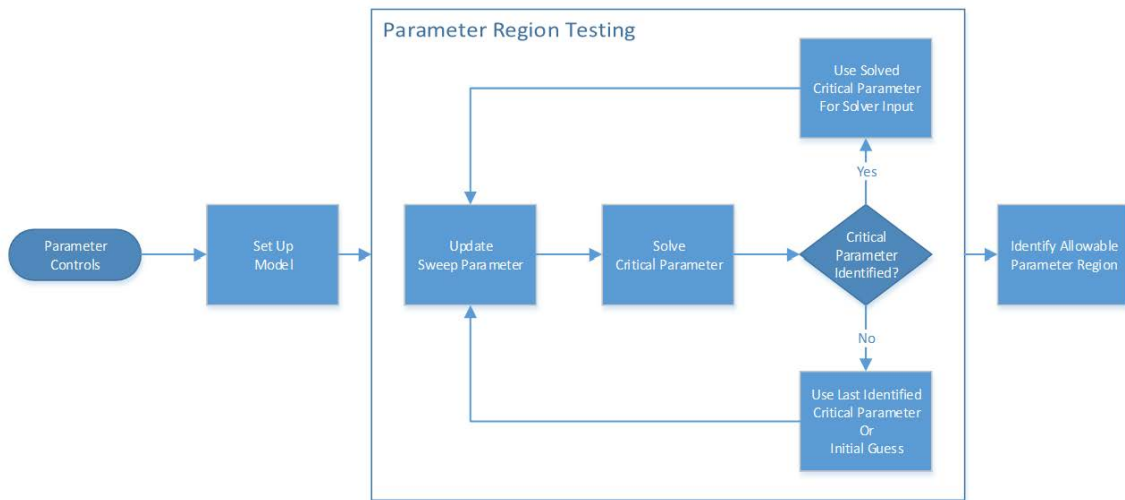 Parameter Region Testing
Parameter
Controls
Set Up
Model
Update
Sweep Parameter
Solve
Critical Parameter
Critical
Parameter
Identified?
Yes
Use Solved
Critical Parameter
For Solver Input
No
Use Last Identified
Critical Parameter
Or
Initial Guess
Identify Allowable
Parameter Region